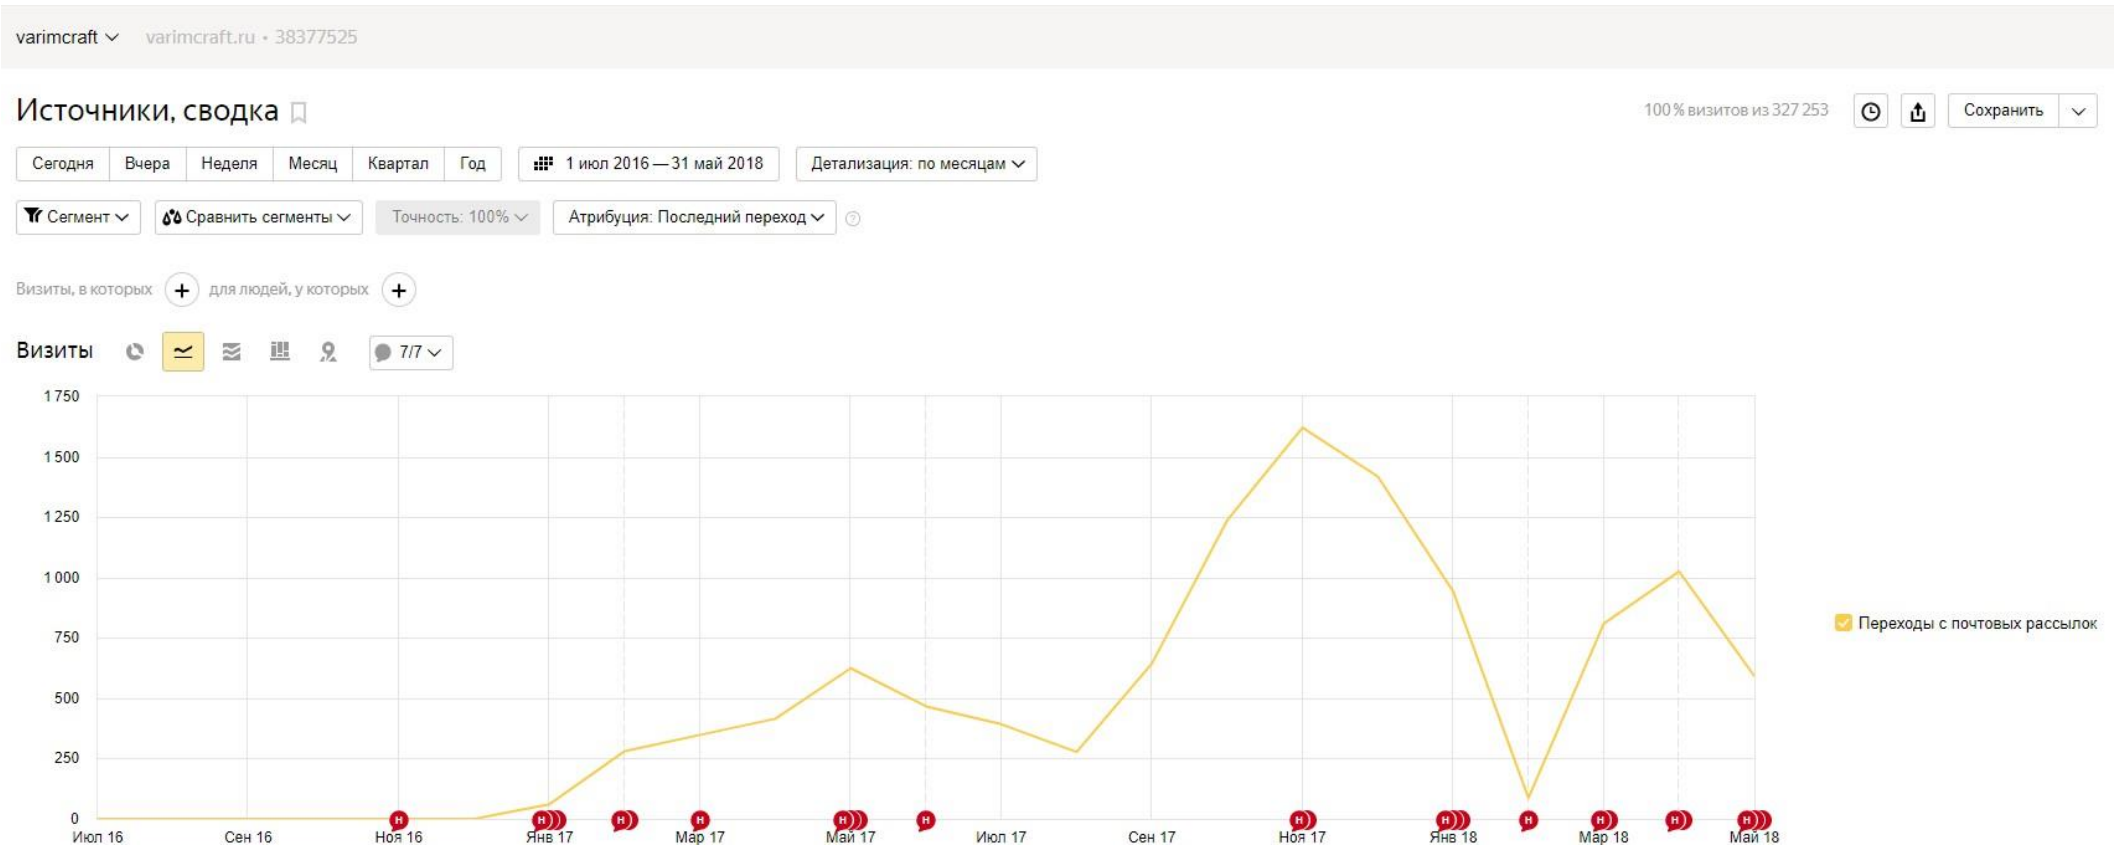 varimcraft varimcraft.ru • 38377525
Источники, сводка
100 % визитов из 327 253
Сохранить
Сегодня Вчера Неделя Месяц Квартал Год 1 июл 2016 — 31 май 2018 Детализация: по месяцам
Сегмент Сравнить сегменты Точность: 100% Атрибуция: Последний переход ?
Визиты, в которых + для людей, у которых +
Визиты 7/7
1 750
1 500
1 250
1 000
750
500
250
0
Переходы с почтовых рассылок
Н Н Н Н Н Н Н Н Н Н Н Н
Июл 16 Сен 16 Ноя 16 Янв 17 Мар 17 Май 17 Июл 17 Сен 17 Ноя 17 Янв 18 Мар 18 Май 18